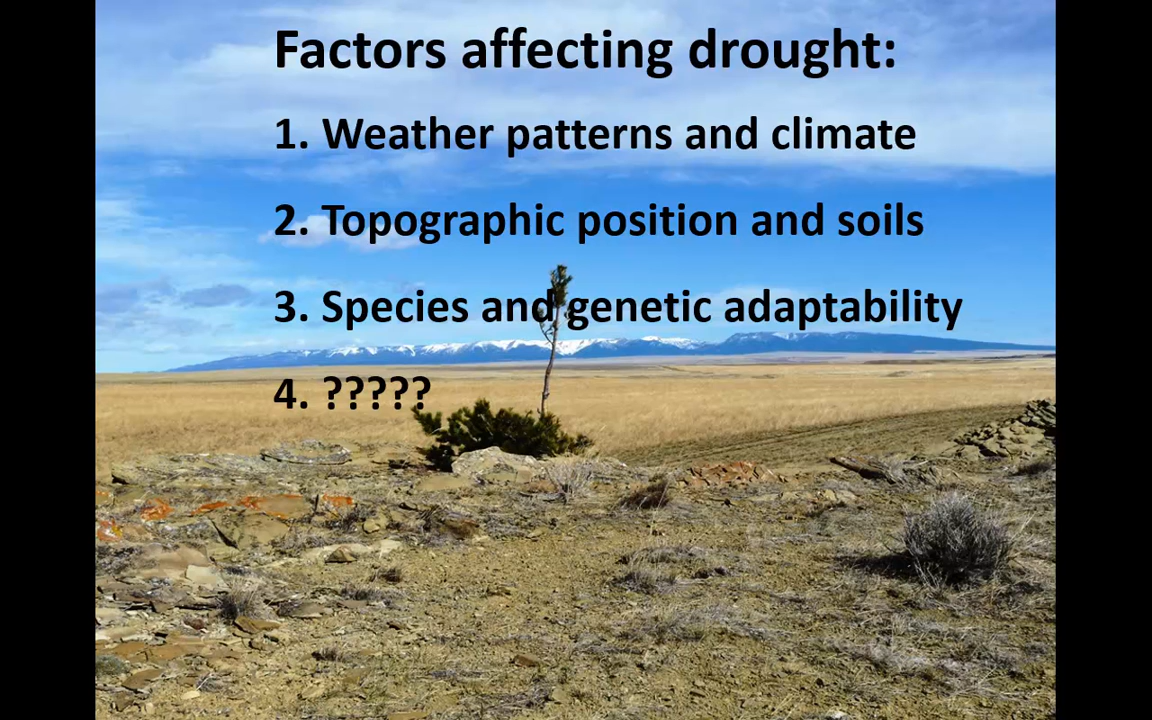 Factors affecting drought:
1. Weather patterns and climate
2. Topographic position and soils
3. Species and genetic adaptability
4. ?????